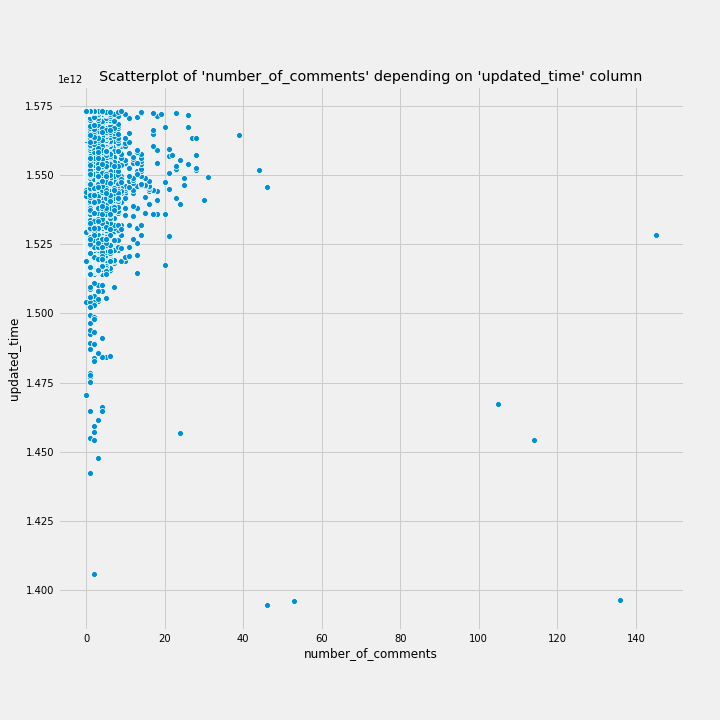 Scatterplot of 'number_of_comments' depending on 'updated_time' column
1e12
1.575
1.550
1.525
1.500
1.475
1.450
1.425
1.400
updated_time
0 20 40 60 80 100 120 140
number_of_comments